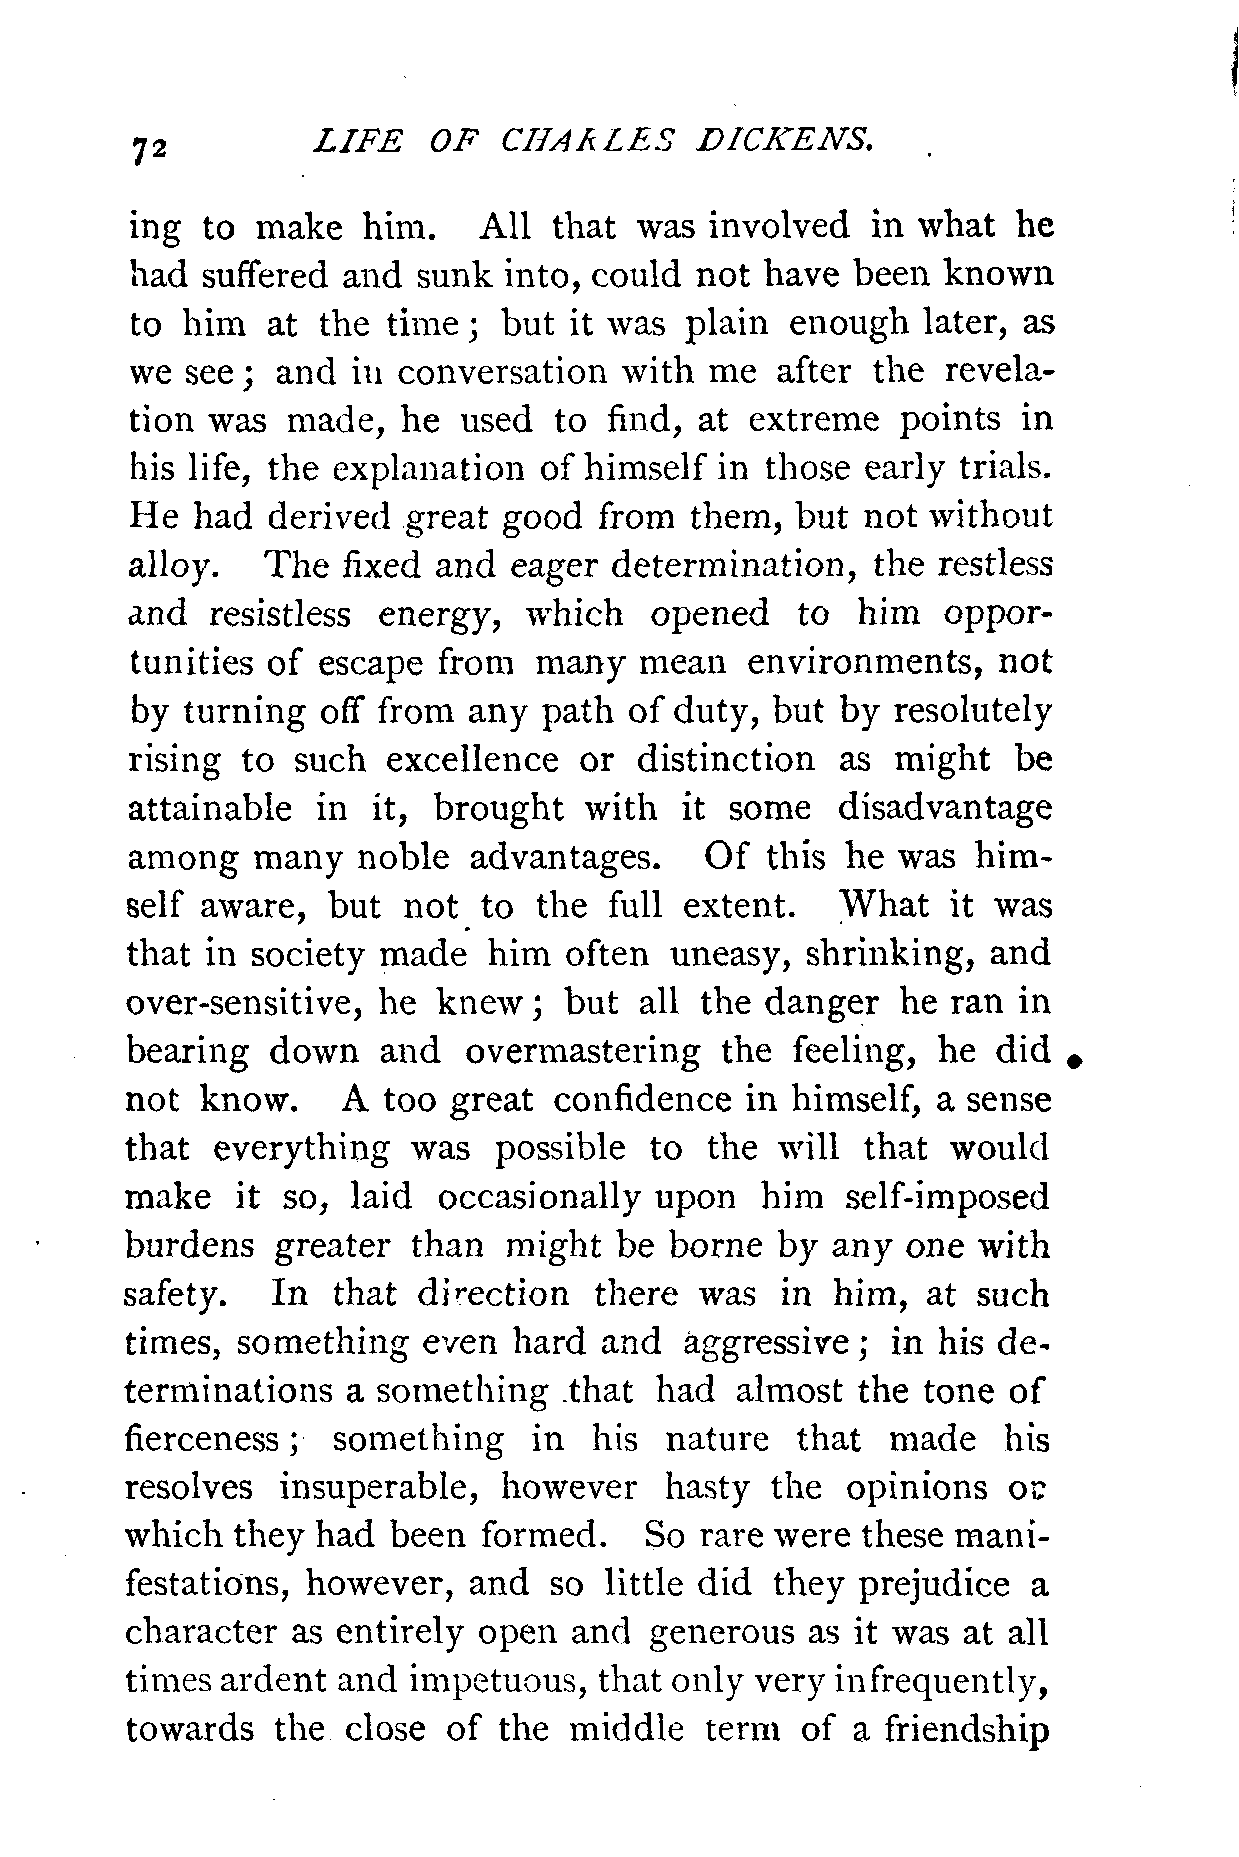 72 LIFE OF CHARLES DICKENS.
ing to make him. All that was involved in what he
had suffered and sunk into, could not have been known
to him at the time ; but it was plain enough later, as
we see ; and in conversation with me after the revela-
tion was made, he used to find, at extreme points in
his life, the explanation of himself in those early trials.
He had derived great good from them, but not without
alloy. The fixed and eager determination, the restless
and resistless energy, which opened to him oppor-
tunities of escape from many mean environments, not
by turning off from any path of duty, but by resolutely
rising to such excellence or distinction as might be
attainable in it, brought with it some disadvantage
among many noble advantages. Of this he was him-
self aware, but not to the full extent. What it was
that in society made him often uneasy, shrinking, and
over-sensitive, he knew ; but all the danger he ran in
bearing down and overmastering the feeling, he did
not know. A too great confidence in himself, a sense
that everything was possible to the will that would
make it so, laid occasionally upon him self-imposed
burdens greater than might be borne by any one with
safety. In that direction there was in him, at such
times, something even hard and aggressive ; in his de-
terminations a something that had almost the tone of
fierceness ; something in his nature that made his
resolves insuperable, however hasty the opinions on
which they had been formed. So rare were these mani-
festations, however, and so little did they prejudice a
character as entirely open and generous as it was at all
times ardent and impetuous, that only very infrequently,
towards the close of the middle term of a friendship